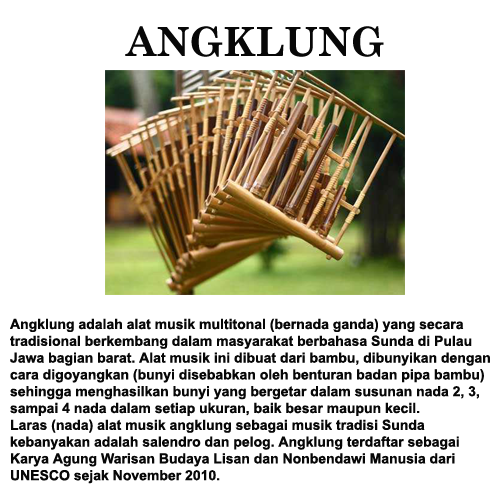 ANGKLUNG
Angklung adalah alat musik multitonal (bernada ganda) yang secara
tradisional berkembang dalam masyarakat berbahasa Sunda di Pulau
Jawa bagian barat. Alat musik ini dibuat dari bambu, dibunyikan dengan
cara digoyangkan (bunyi disebabkan oleh benturan badan pipa bambu)
sehingga menghasilkan bunyi yang bergetar dalam susunan nada 2, 3,
sampai 4 nada dalam setiap ukuran, baik besar maupun kecil.
Laras (nada) alat musik angklung sebagai musik tradisi Sunda
kebanyakan adalah salendro dan pelog. Angklung terdaftar sebagai
Karya Agung Warisan Budaya Lisan dan Nonbendawi Manusia dari
UNESCO sejak November 2010.